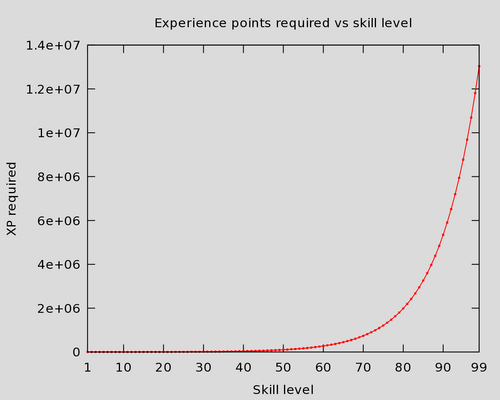 Experience points required vs skill level
1.4e+07
1.2e+07
1e+07
8e+06
6e+06
4e+06
2e+06
0
XP required
1 10 20 30 40 50 60 70 80 90 99
Skill level